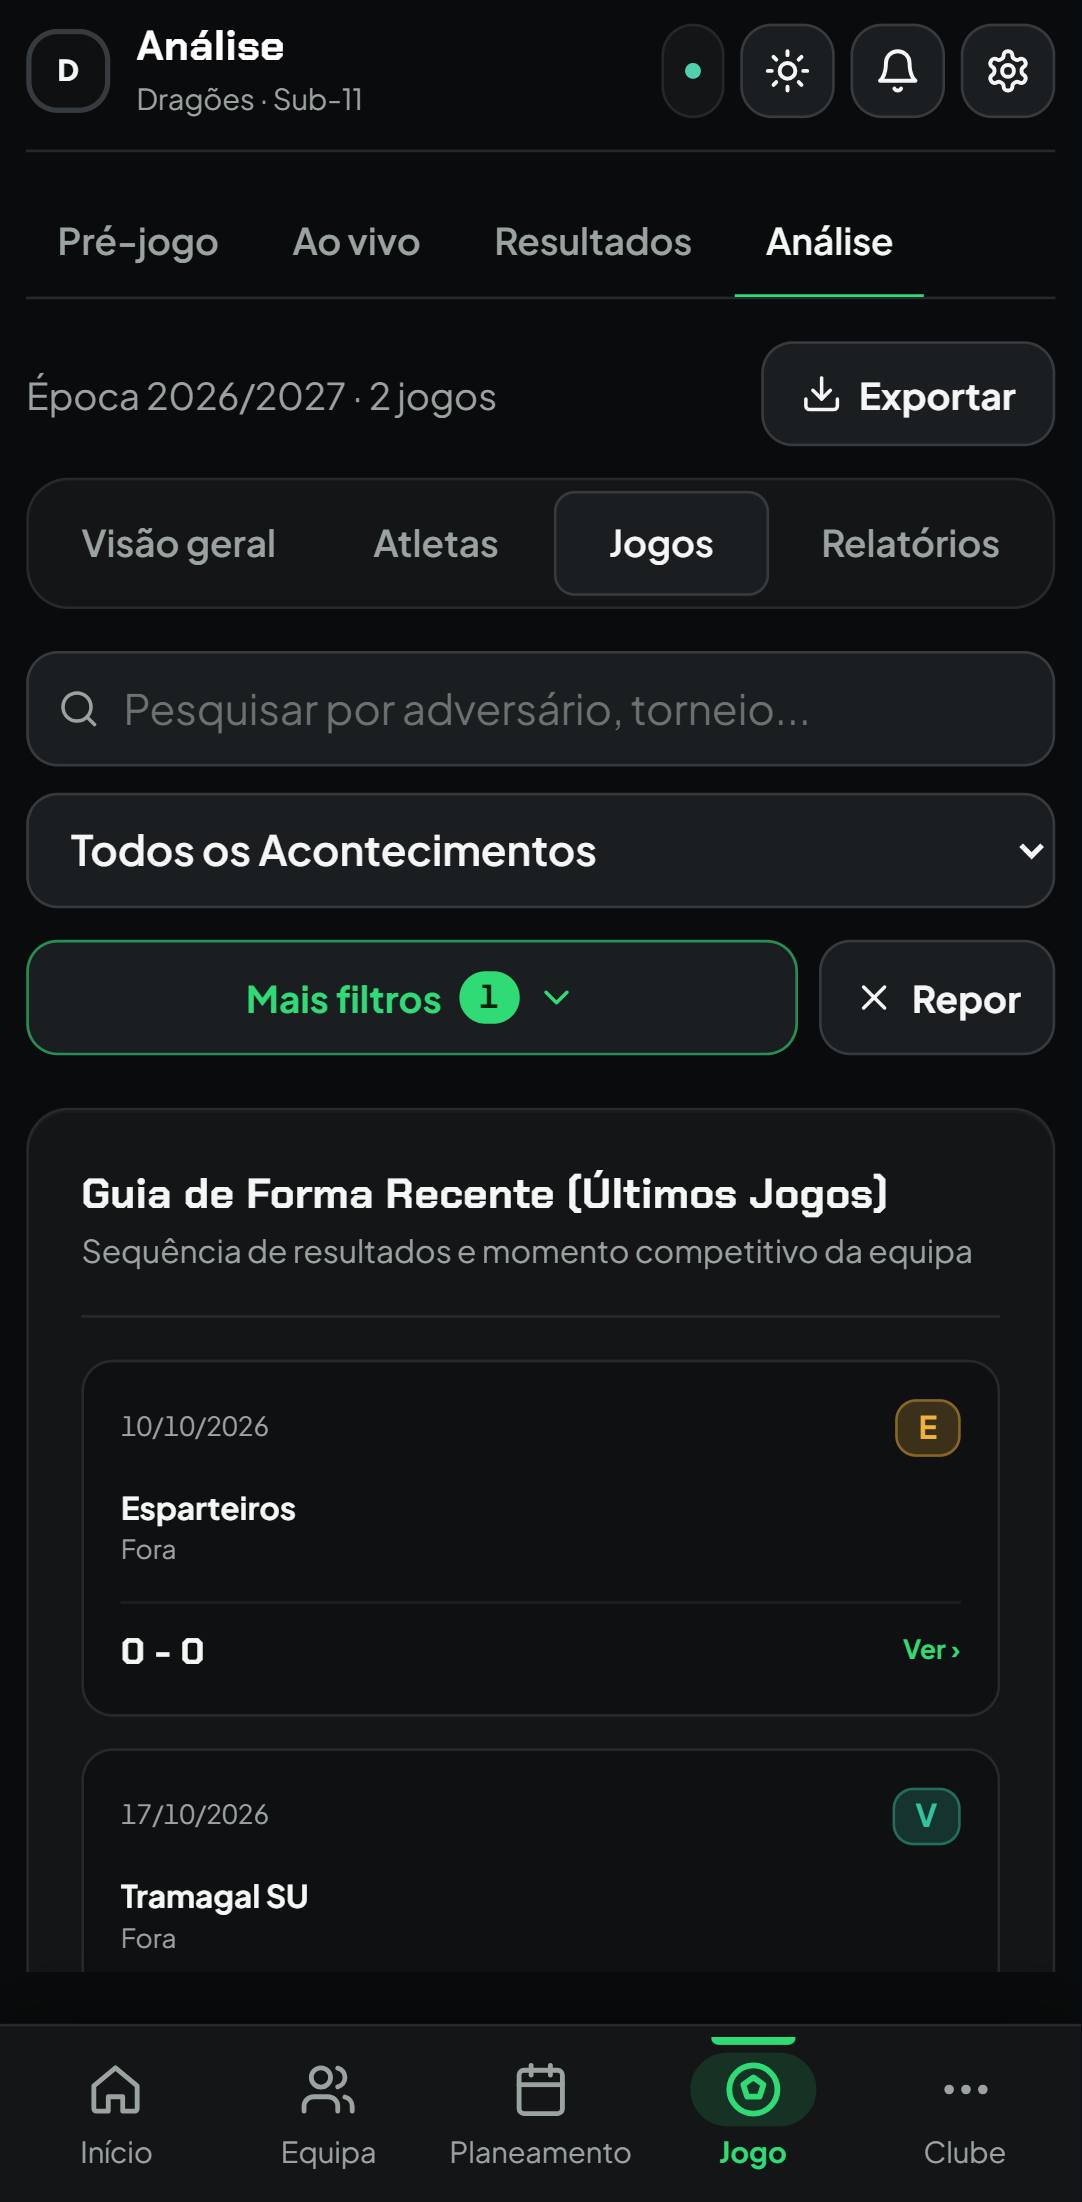 D
Análise
Dragões · Sub-11
Pré-jogo
Ao vivo
Resultados
Análise
Época 2026/2027 · 2 jogos
Exportar
Visão geral
Atletas
Jogos
Relatórios
Pesquisar por adversário, torneio...
Todos os Acontecimentos
Mais filtros 1
Repor
Guia de Forma Recente (Últimos Jogos)
Sequência de resultados e momento competitivo da equipa
10/10/2026
E
Esparteiros
Fora
0 - 0
Ver ›
17/10/2026
V
Tramagal SU
Fora
Início
Equipa
Planeamento
Jogo
Clube